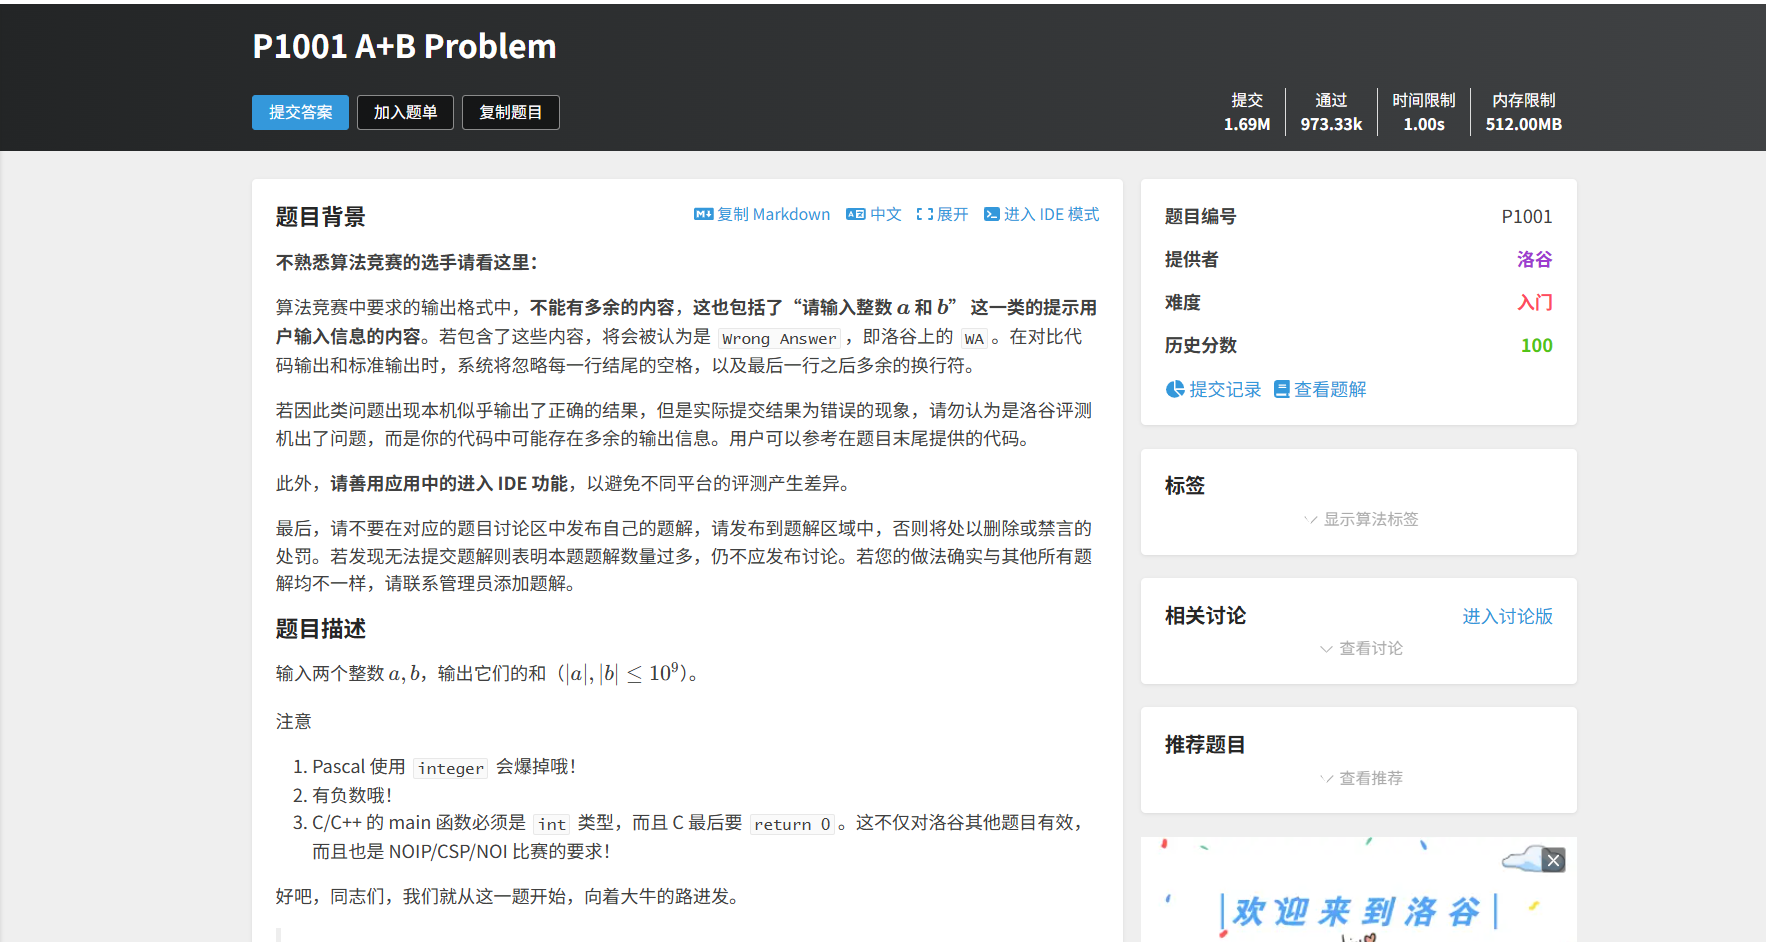 P1001 A+B Problem
提交答案 加入题单 复制题目
提交 通过 时间限制 内存限制
1.69M 973.33k 1.00s 512.00MB
题目背景
复制 Markdown 中文 展开 进入 IDE 模式
不熟悉算法竞赛的选手请看这里：
算法竞赛中要求的输出格式中，不能有多余的内容，这也包括了“请输入整数 a 和 b” 这一类的提示用
户输入信息的内容。若包含了这些内容，将会被认为是 Wrong Answer，即洛谷上的 WA。在对比代
码输出和标准输出时，系统将忽略每一行结尾的空格，以及最后一行之后多余的换行符。
若因此类问题出现本机似乎输出了正确的结果，但是实际提交结果为错误的现象，请勿认为是洛谷评测
机出了问题，而是你的代码中可能存在多余的输出信息。用户可以参考在题目末尾提供的代码。
此外，请善用应用中的进入 IDE 功能，以避免不同平台的评测产生差异。
最后，请不要在对应的题目讨论区中发布自己的题解，请发布到题解区域中，否则将处以删除或禁言的
处罚。若发现无法提交题解则表明本题题解数量过多，仍不应发布讨论。若您的做法确实与其他所有题
解均不一样，请联系管理员添加题解。
题目描述
输入两个整数 a, b，输出它们的和（|a|, |b| ≤ 10⁹）。
注意
1. Pascal 使用 integer 会爆掉哦！
2. 有负数哦！
3. C/C++ 的 main 函数必须是 int 类型，而且 C 最后要 return 0。这不仅对洛谷其他题目有效，
而且也是 NOIP/CSP/NOI 比赛的要求！
好吧，同志们，我们就从这一题开始，向着大牛的路进发。
题目编号 P1001
提供者 洛谷
难度 入门
历史分数 100
提交记录 查看题解
标签
显示算法标签
相关讨论 进入讨论版
查看讨论
推荐题目
查看推荐
欢迎来到洛谷